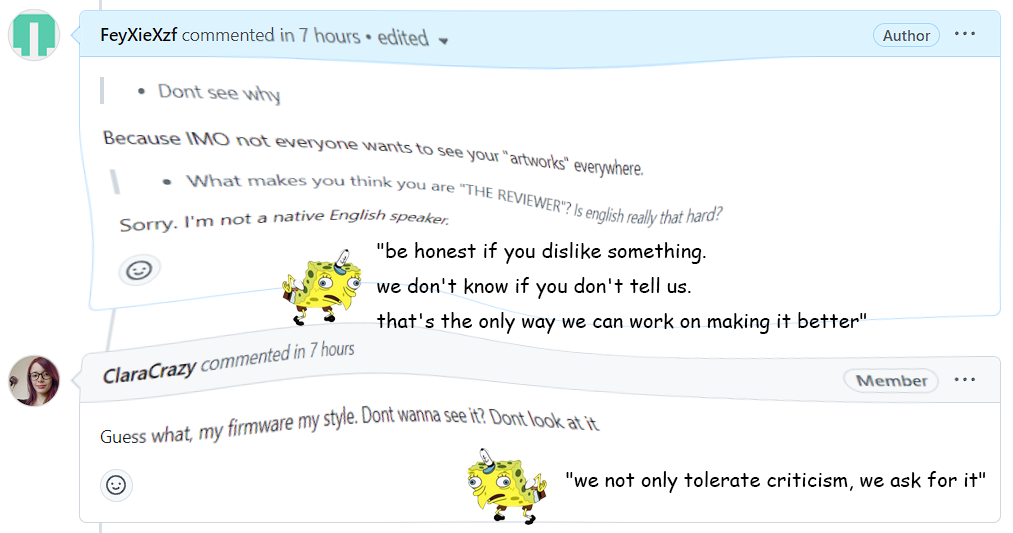 FeyXieXzf commented in 7 hours • edited
Author
• Dont see why
Because IMO not everyone wants to see your "artworks" everywhere.
• What makes you think you are "THE REVIEWER"? Is english really that hard?
Sorry. I'm not a native English speaker.
"be honest if you dislike something.
we don't know if you don't tell us.
that's the only way we can work on making it better"
ClaraCrazy commented in 7 hours
Member
Guess what, my firmware my style. Dont wanna see it? Dont look at it
"we not only tolerate criticism, we ask for it"